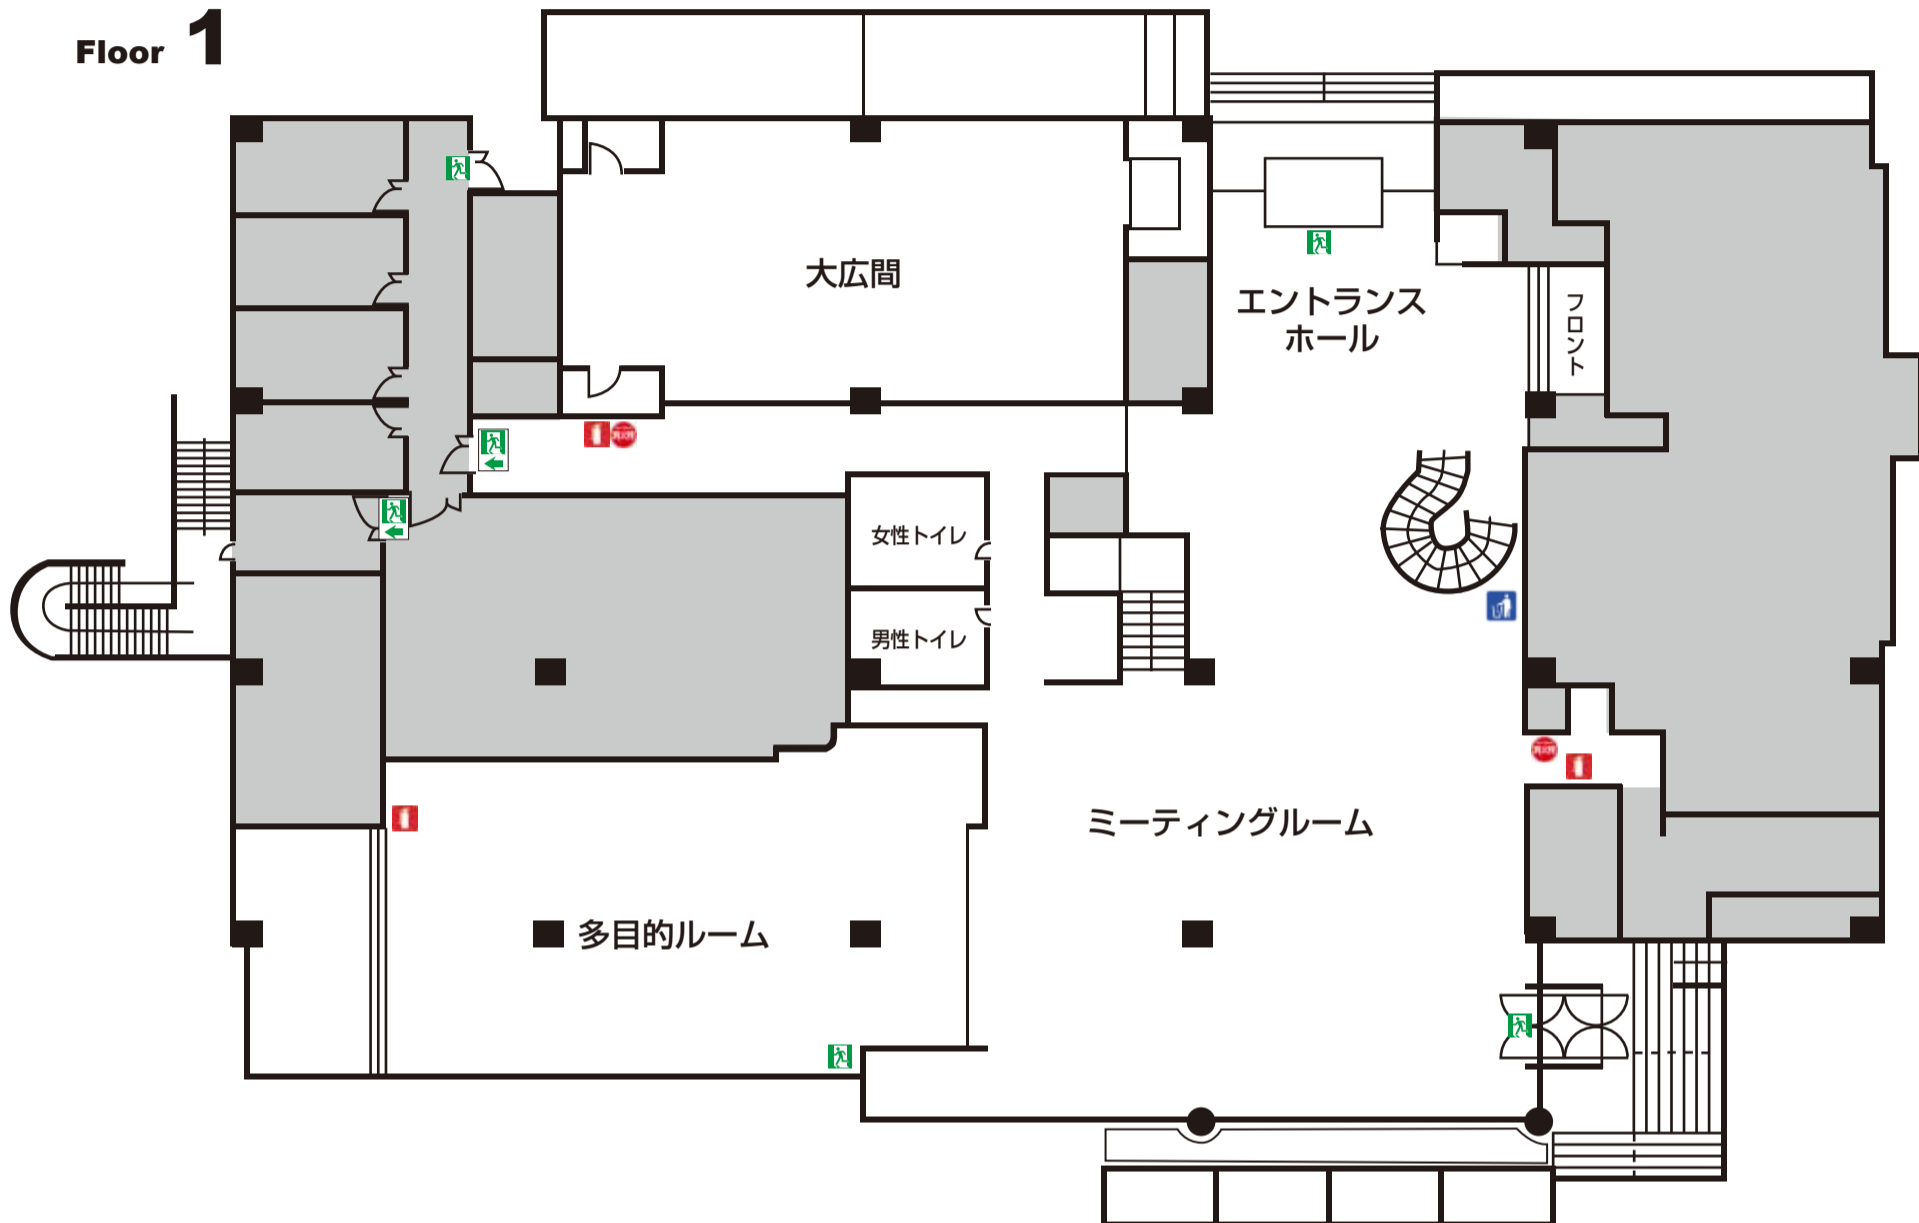 Floor 1
大広間
エントランス
ホール
フロント
女性トイレ
男性トイレ
ミーティングルーム
多目的ルーム